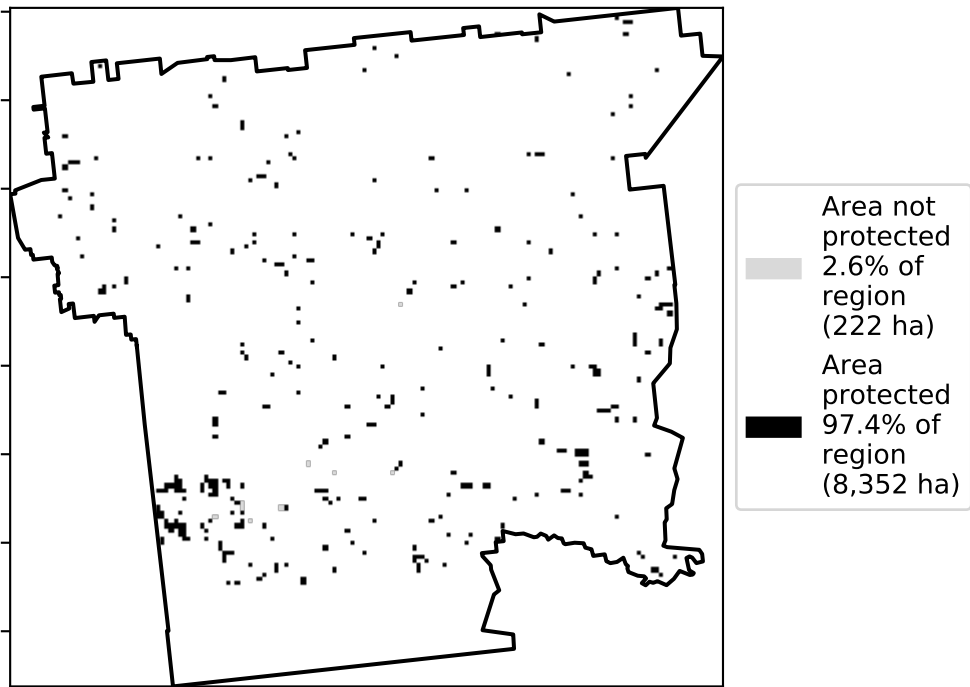 Area not
protected
2.6% of
region
(222 ha)
Area
protected
97.4% of
region
(8,352 ha)